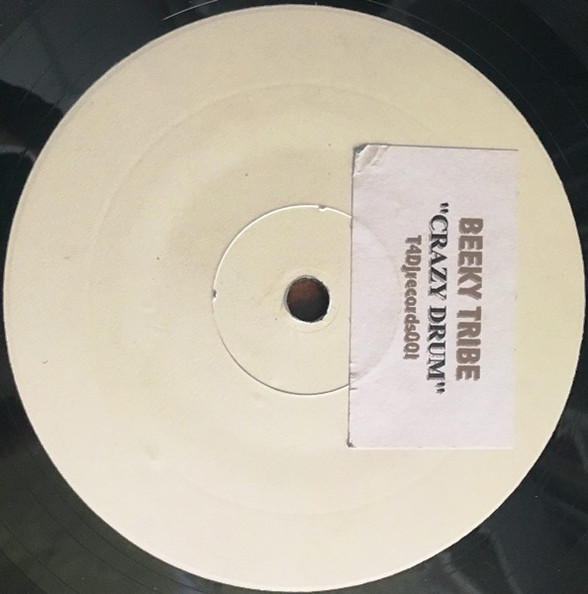 BEEKY TRIBE
"CRAZY DRUM"
T4Djrecords001